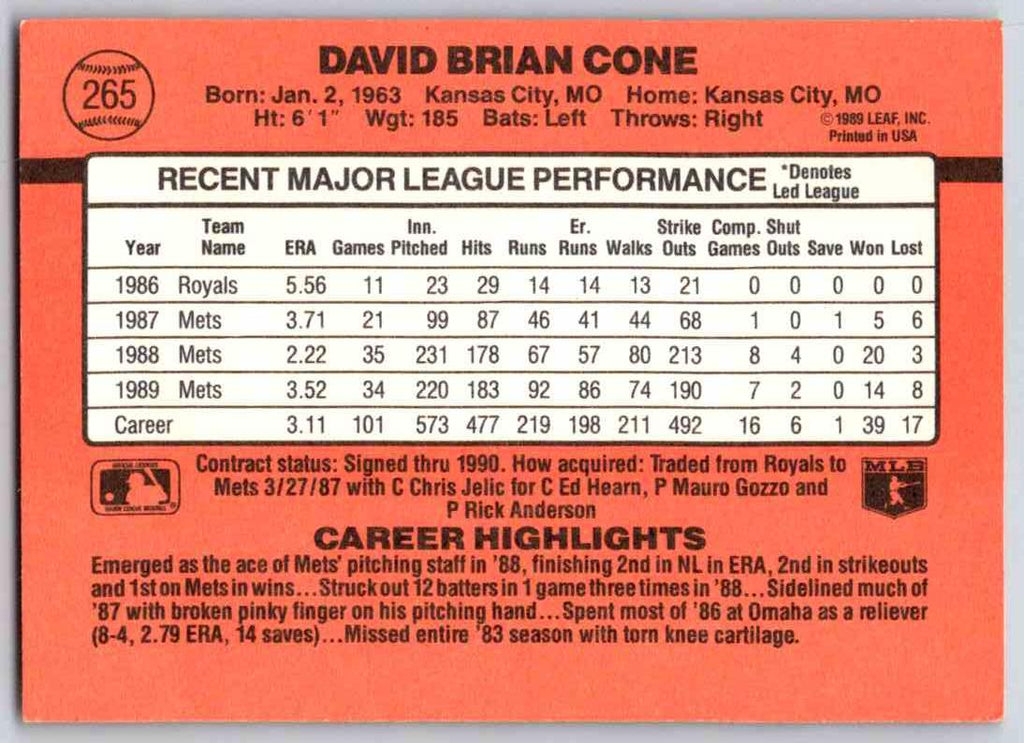 DAVID BRIAN CONE
265
Born: Jan. 2, 1963 Kansas City, MO Home: Kansas City, MO
Ht: 6'1" Wgt: 185 Bats: Left Throws: Right
©1989 LEAF, INC.
Printed in USA
RECENT MAJOR LEAGUE PERFORMANCE *Denotes
Led League
Team Inn. Er. Strike Comp. Shut
Year Name ERA Games Pitched Hits Runs Runs Walks Outs Games Outs Save Won Lost
1986 Royals 5.56 11 23 29 14 14 13 21 0 0 0 0 0
1987 Mets 3.71 21 99 87 46 41 44 68 1 0 1 5 6
1988 Mets 2.22 35 231 178 67 57 80 213 8 4 0 20 3
1989 Mets 3.52 34 220 183 92 86 74 190 7 2 0 14 8
Career 3.11 101 573 477 219 198 211 492 16 6 1 39 17
Contract status: Signed thru 1990. How acquired: Traded from Royals to
Mets 3/27/87 with C Chris Jelic for C Ed Hearn, P Mauro Gozzo and
P Rick Anderson
MLB
CAREER HIGHLIGHTS
Emerged as the ace of Mets' pitching staff in '88, finishing 2nd in NL in ERA, 2nd in strikeouts
and 1st on Mets in wins...Struck out 12 batters in 1 game three times in '88...Sidelined much of
'87 with broken pinky finger on his pitching hand...Spent most of '86 at Omaha as a reliever
(8-4, 2.79 ERA, 14 saves)...Missed entire '83 season with torn knee cartilage.